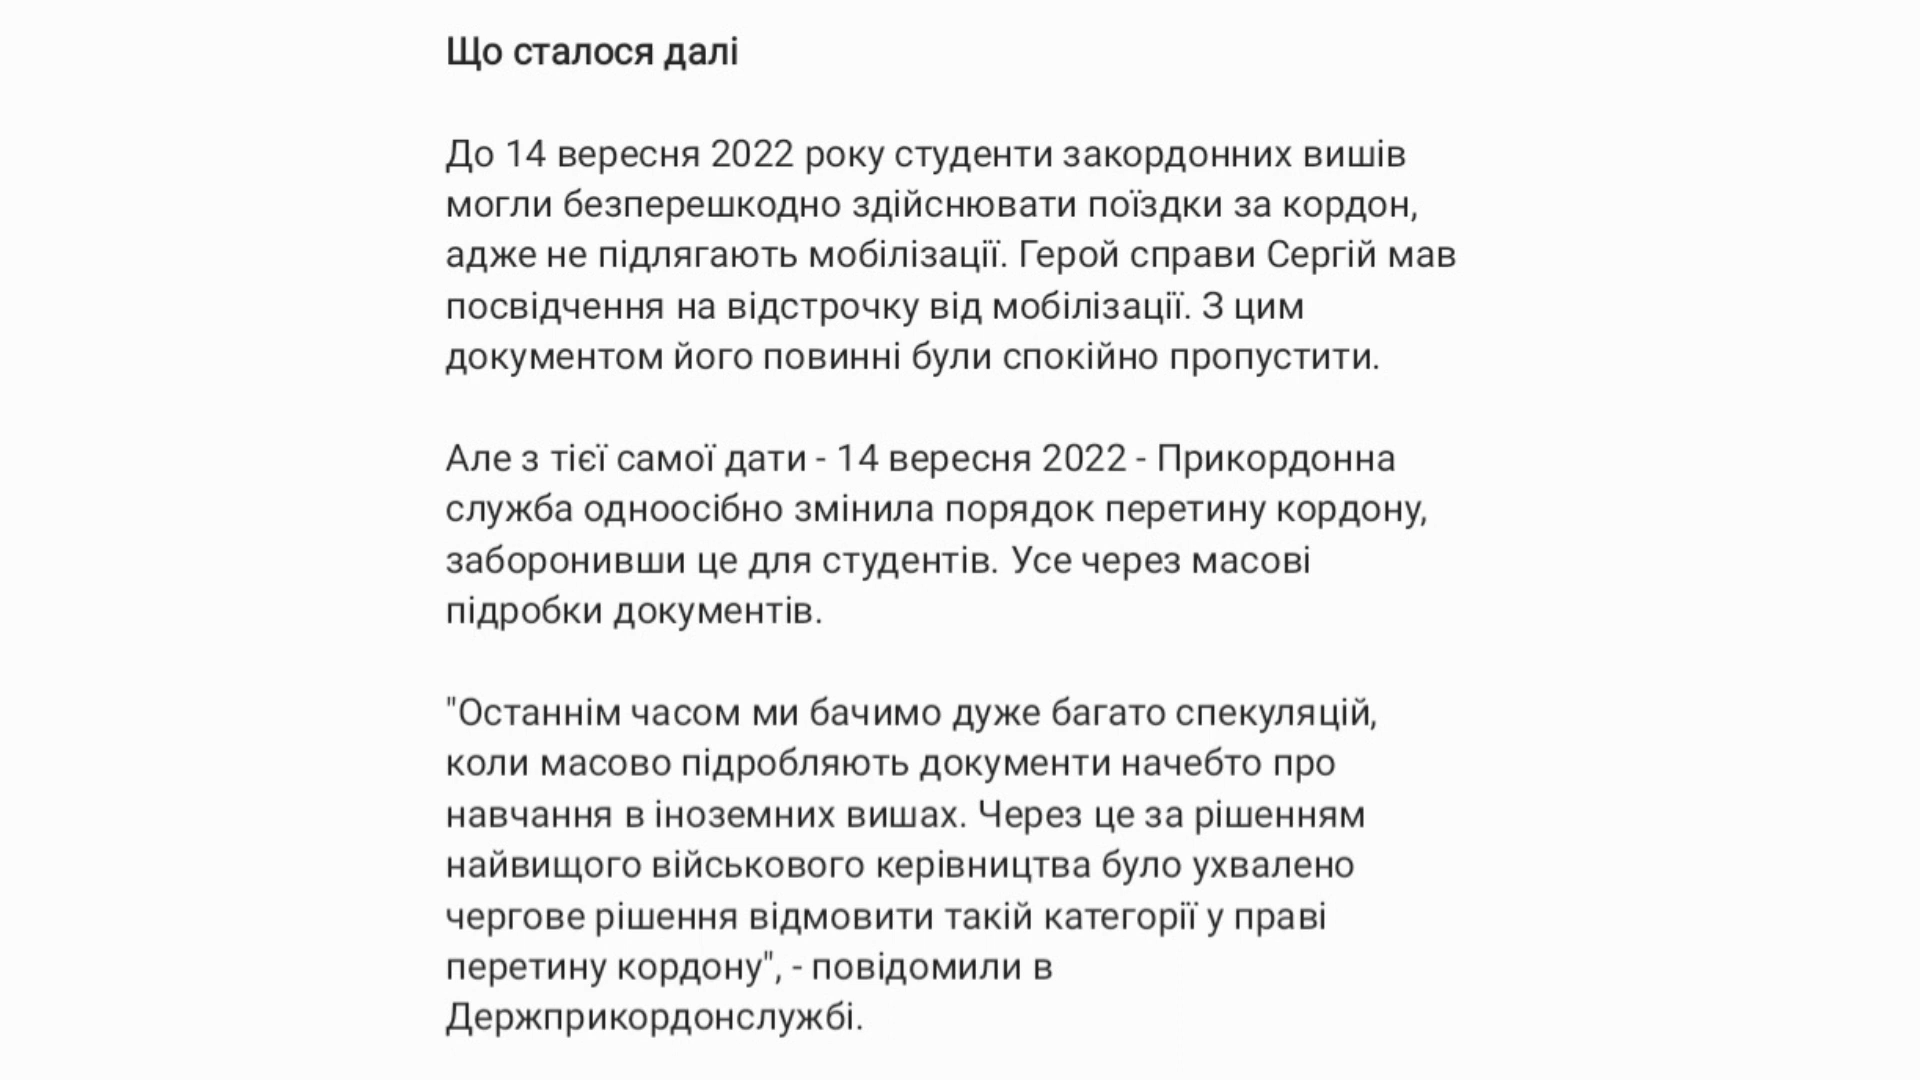 Що сталося далі
До 14 вересня 2022 року студенти закордонних вишів
могли безперешкодно здійснювати поїздки за кордон,
адже не підлягають мобілізації. Герой справи Сергій мав
посвідчення на відстрочку від мобілізації. З цим
документом його повинні були спокійно пропустити.
Але з тієї самої дати - 14 вересня 2022 - Прикордонна
служба одноосібно змінила порядок перетину кордону,
заборонивши це для студентів. Усе через масові
підробки документів.
"Останнім часом ми бачимо дуже багато спекуляцій,
коли масово підробляють документи начебто про
навчання в іноземних вишах. Через це за рішенням
найвищого військового керівництва було ухвалено
чергове рішення відмовити такій категорії у праві
перетину кордону", - повідомили в
Держприкордонслужбі.